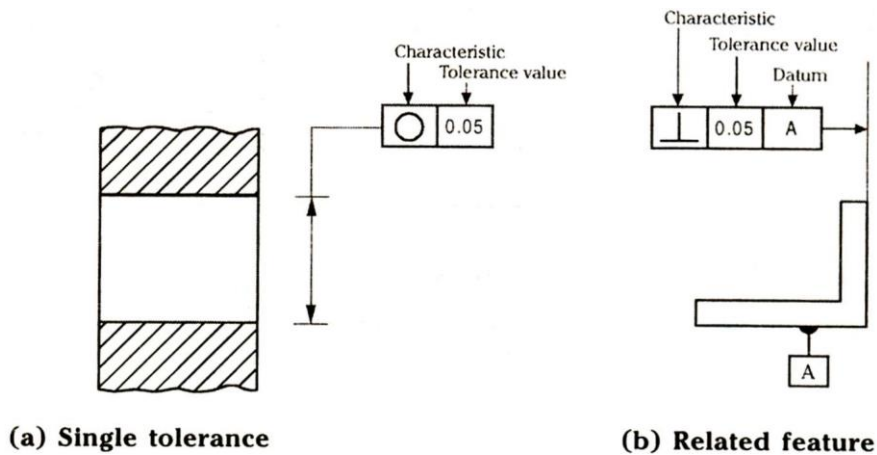 Characteristic
Tolerance value
0.05
(a) Single tolerance
Characteristic
Tolerance value
Datum
0.05 A
A
(b) Related feature